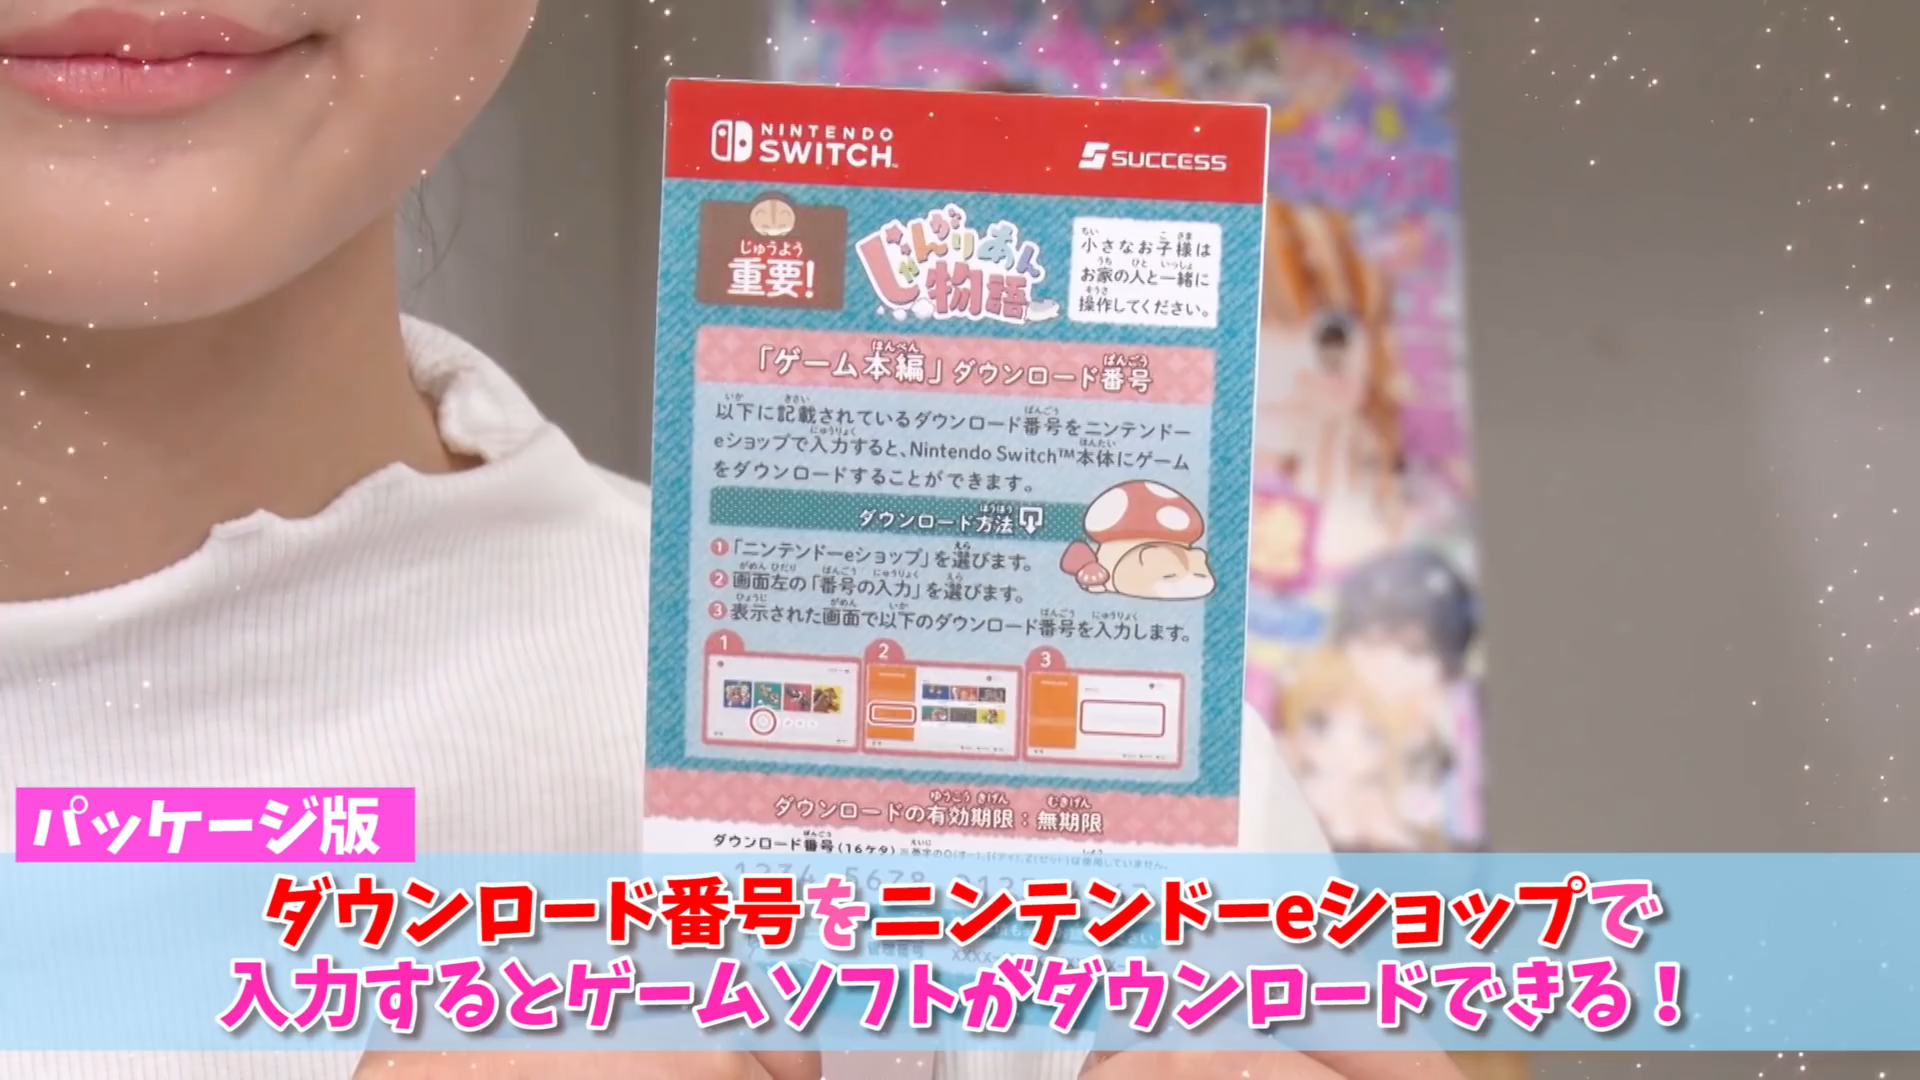 NINTENDO
SWITCH
SUCCESS
じゅうよう
重要!
じゃんがりあん
物語
小さなお子様は
お家の人と一緒に
操作してください。
「ゲーム本編」ダウンロード番号
以下に記載されているダウンロード番号をニンテンドー
eショップで入力すると、Nintendo Switch™本体にゲーム
をダウンロードすることができます。
ダウンロード方法
1「ニンテンドーeショップ」を選びます。
2 画面左の「番号の入力」を選びます。
3 表示された画面で以下のダウンロード番号を入力します。
1
2
3
ダウンロードの有効期限：無期限
ダウンロード番号(16ケタ)
パッケージ版
ダウンロード番号をニンテンドーeショップで
入力するとゲームソフトがダウンロードできる！